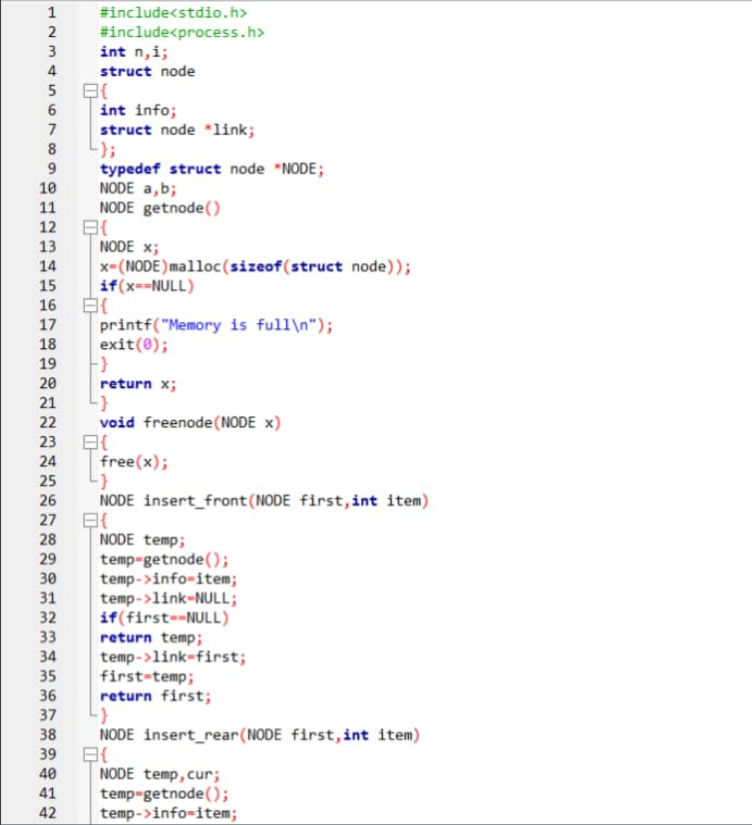 1 #include<stdio.h>
2 #include<process.h>
3 int n,i;
4 struct node
5 {
6 int info;
7 struct node *link;
8 };
9 typedef struct node *NODE;
10 NODE a,b;
11 NODE getnode()
12 {
13 NODE x;
14 x=(NODE)malloc(sizeof(struct node));
15 if(x==NULL)
16 {
17 printf("Memory is full\n");
18 exit(0);
19 }
20 return x;
21 }
22 void freenode(NODE x)
23 {
24 free(x);
25 }
26 NODE insert_front(NODE first,int item)
27 {
28 NODE temp;
29 temp=getnode();
30 temp->info=item;
31 temp->link=NULL;
32 if(first==NULL)
33 return temp;
34 temp->link=first;
35 first=temp;
36 return first;
37 }
38 NODE insert_rear(NODE first,int item)
39 {
40 NODE temp,cur;
41 temp=getnode();
42 temp->info=item;